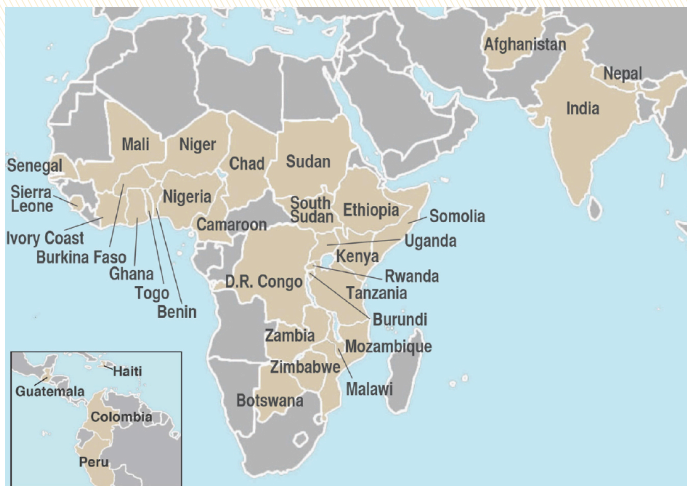 Afghanistan
Nepal
India
Mali
Niger
Chad
Sudan
Senegal
Sierra
Leone
Nigeria
South
Sudan
Ethiopia
Somolia
Camaroon
Ivory Coast
Burkina Faso
Ghana
Togo
Benin
Uganda
Kenya
Rwanda
D.R. Congo
Tanzania
Burundi
Zambia
Mozambique
Zimbabwe
Malawi
Botswana
Haiti
Guatemala
Colombia
Peru